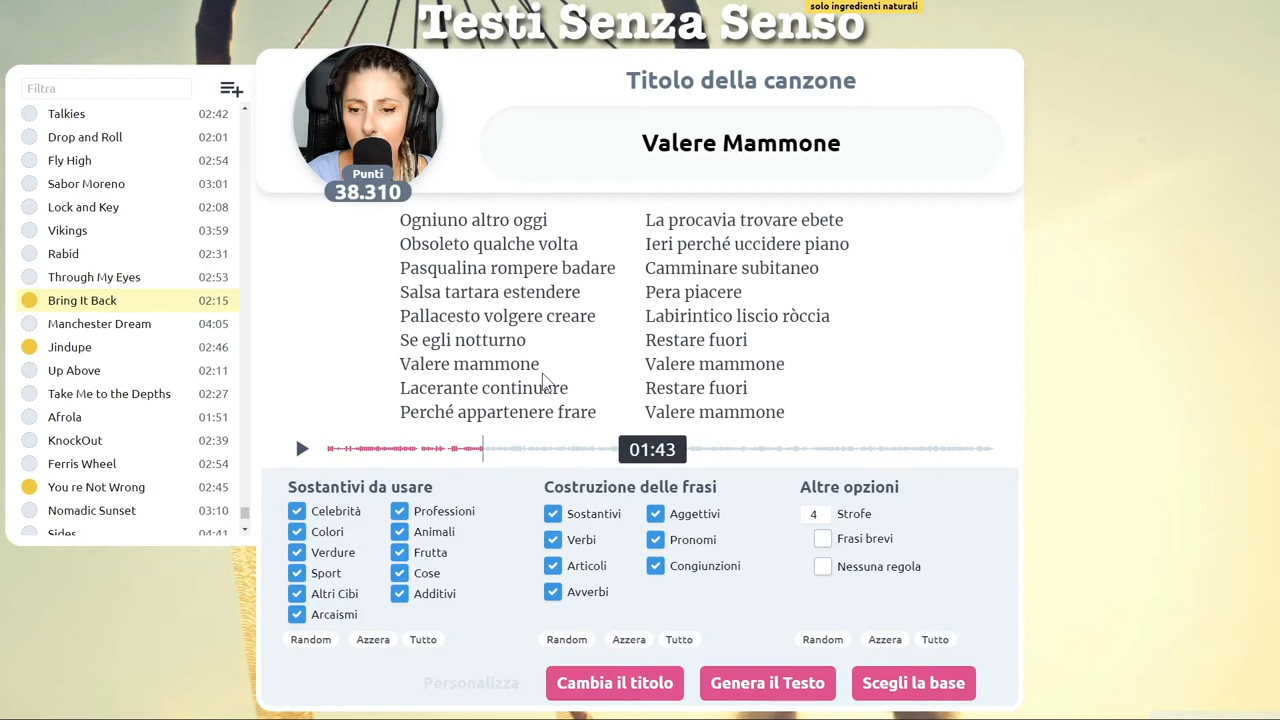 solo ingredienti naturali
Testi Senza Senso
Filtra
Talkies 02:42
Drop and Roll 02:01
Fly High 02:54
Sabor Moreno 03:01
Lock and Key 02:08
Vikings 03:59
Rabid 02:31
Through My Eyes 02:53
Bring It Back 02:15
Manchester Dream 04:05
Jindupe 02:46
Up Above 02:11
Take Me to the Depths 02:27
Afrola 01:51
KnockOut 02:39
Ferris Wheel 02:54
You re Not Wrong 02:45
Nomadic Sunset 03:10
Sides 04:41
Punti
38.310
Titolo della canzone
Valere Mammone
Ogniuno altro oggi
Obsoleto qualche volta
Pasqualina rompere badare
Salsa tartara estendere
Pallacesto volgere creare
Se egli notturno
Valere mammone
Lacerante continuare
Perché appartenere frare
La procavia trovare ebete
Ieri perché uccidere piano
Camminare subitaneo
Pera piacere
Labirintico liscio ròccia
Restare fuori
Valere mammone
Restare fuori
Valere mammone
01:43
Sostantivi da usare
Celebrità Professioni
Colori Animali
Verdure Frutta
Sport Cose
Altri Cibi Additivi
Arcaismi
Random Azzera Tutto
Costruzione delle frasi
Sostantivi Aggettivi
Verbi Pronomi
Articoli Congiunzioni
Avverbi
Random Azzera Tutto
Altre opzioni
4 Strofe
Frasi brevi
Nessuna regola
Random Azzera Tutto
Personalizza
Cambia il titolo
Genera il Testo
Scegli la base